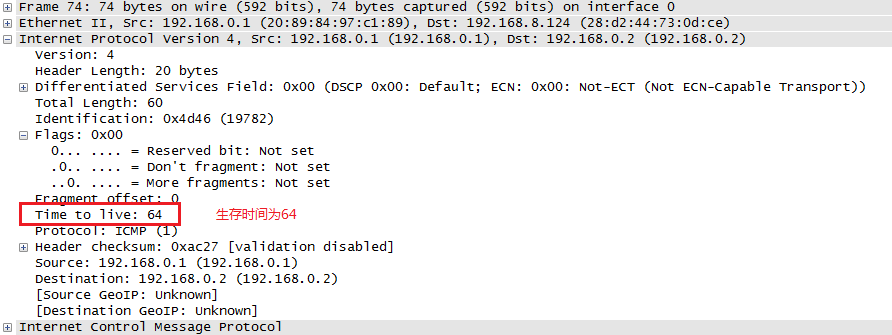 Frame 74: 74 bytes on wire (592 bits), 74 bytes captured (592 bits) on interface 0
Ethernet II, Src: 192.168.0.1 (20:89:84:97:c1:89), Dst: 192.168.8.124 (28:d2:44:73:0d:ce)
Internet Protocol Version 4, Src: 192.168.0.1 (192.168.0.1), Dst: 192.168.0.2 (192.168.0.2)
Version: 4
Header Length: 20 bytes
Differentiated Services Field: 0x00 (DSCP 0x00: Default; ECN: 0x00: Not-ECT (Not ECN-Capable Transport))
Total Length: 60
Identification: 0x4d46 (19782)
Flags: 0x00
0... .... = Reserved bit: Not set
.0.. .... = Don't fragment: Not set
..0. .... = More fragments: Not set
Fragment offset: 0
Time to live: 64 生存时间为64
Protocol: ICMP (1)
Header checksum: 0xac27 [validation disabled]
Source: 192.168.0.1 (192.168.0.1)
Destination: 192.168.0.2 (192.168.0.2)
[Source GeoIP: Unknown]
[Destination GeoIP: Unknown]
Internet Control Message Protocol